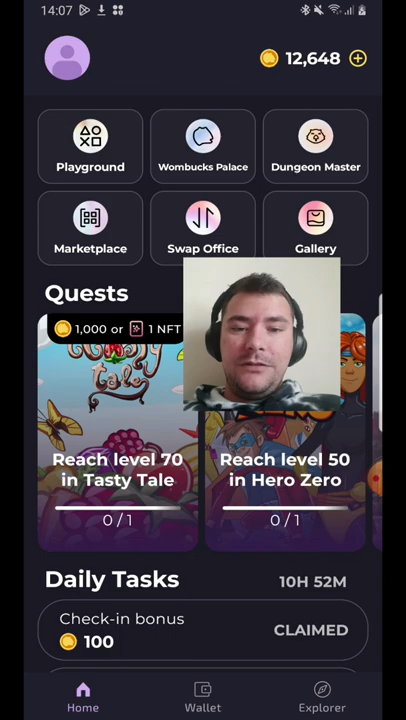 14:07
12,648
Playground
Wombucks Palace
Dungeon Master
Marketplace
Swap Office
Gallery
Quests
1,000 or 1 NFT
tale
Reach level 70
in Tasty Tale
0 / 1
Reach level 50
in Hero Zero
0 / 1
Daily Tasks
10H 52M
Check-in bonus
100
CLAIMED
Home
Wallet
Explorer